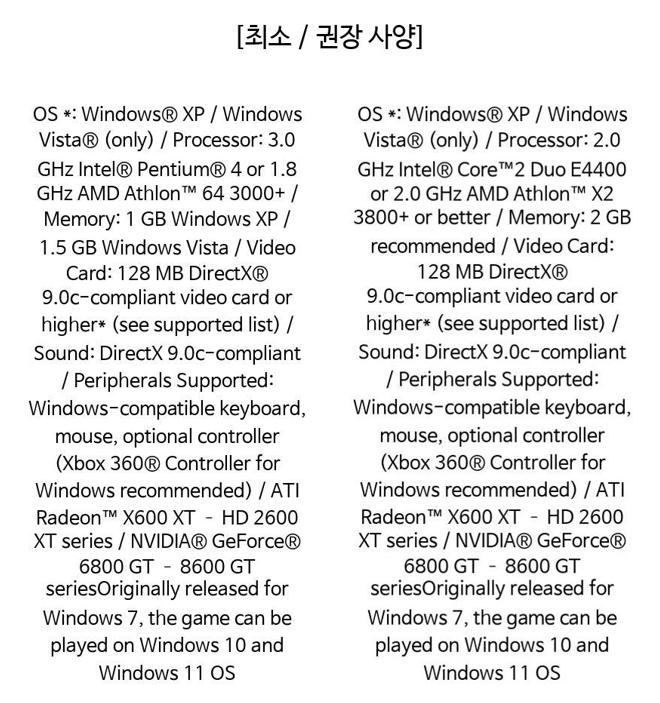 [최소 / 권장 사양]
OS *: Windows® XP / Windows
Vista® (only) / Processor: 3.0
GHz Intel® Pentium® 4 or 1.8
GHz AMD Athlon™ 64 3000+ /
Memory: 1 GB Windows XP /
1.5 GB Windows Vista / Video
Card: 128 MB DirectX®
9.0c-compliant video card or
higher* (see supported list) /
Sound: DirectX 9.0c-compliant
/ Peripherals Supported:
Windows-compatible keyboard,
mouse, optional controller
(Xbox 360® Controller for
Windows recommended) / ATI
Radeon™ X600 XT - HD 2600
XT series / NVIDIA® GeForce®
6800 GT - 8600 GT
seriesOriginally released for
Windows 7, the game can be
played on Windows 10 and
Windows 11 OS
OS *: Windows® XP / Windows
Vista® (only) / Processor: 2.0
GHz Intel® Core™2 Duo E4400
or 2.0 GHz AMD Athlon™ X2
3800+ or better / Memory: 2 GB
recommended / Video Card:
128 MB DirectX®
9.0c-compliant video card or
higher* (see supported list) /
Sound: DirectX 9.0c-compliant
/ Peripherals Supported:
Windows-compatible keyboard,
mouse, optional controller
(Xbox 360® Controller for
Windows recommended) / ATI
Radeon™ X600 XT - HD 2600
XT series / NVIDIA® GeForce®
6800 GT - 8600 GT
seriesOriginally released for
Windows 7, the game can be
played on Windows 10 and
Windows 11 OS